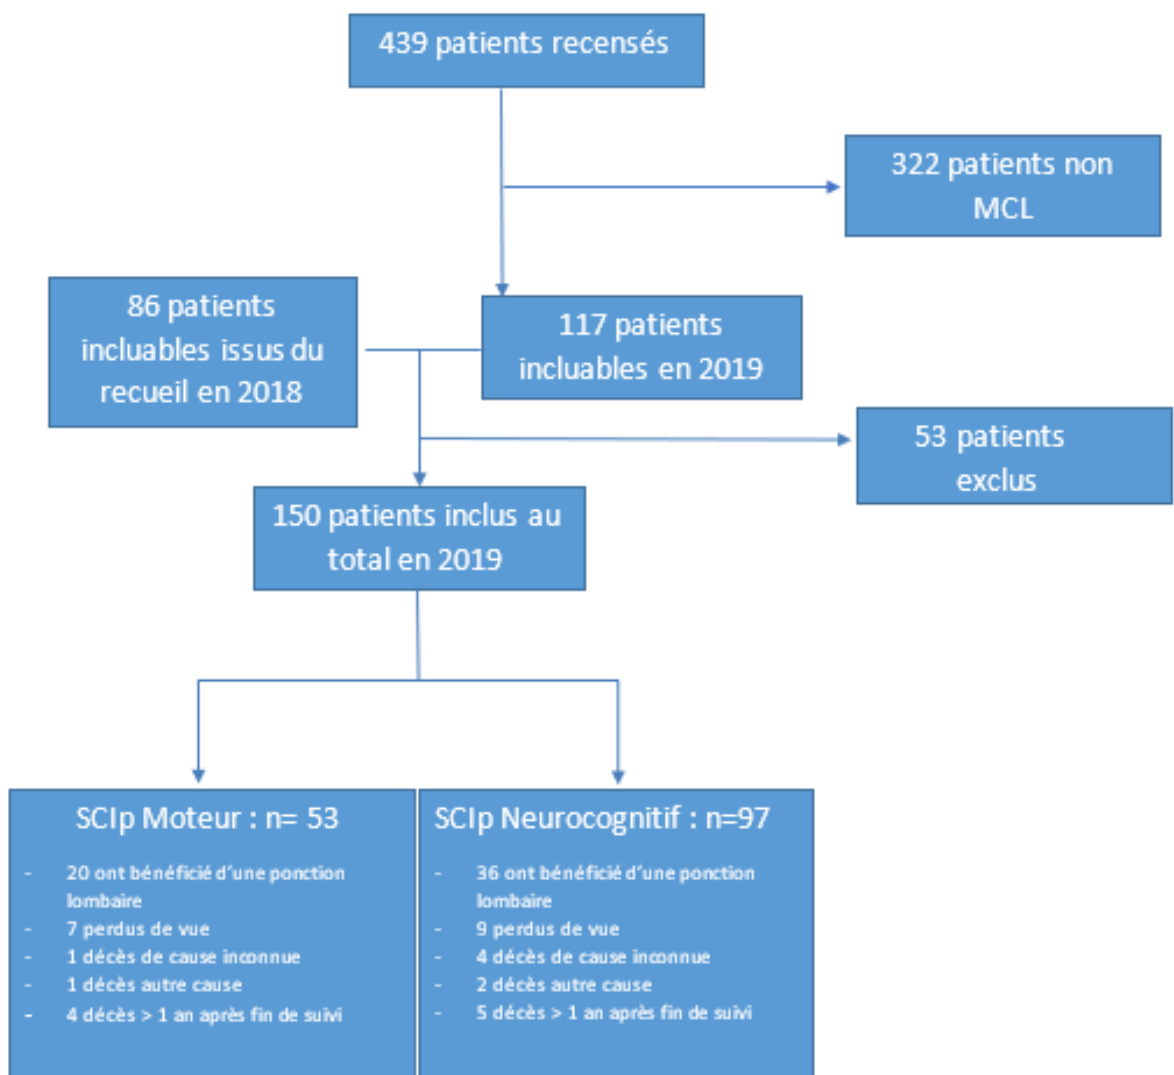 439 patients recensés
322 patients non
MCL
86 patients
incluables issus du
recueil en 2018
117 patients
incluables en 2019
53 patients
exclus
150 patients inclus au
total en 2019
SCIp Moteur : n= 53
- 20 ont bénéficié d'une ponction
lombaire
- 7 perdus de vue
- 1 décès de cause inconnue
- 1 décès autre cause
- 4 décès > 1 an après fin de suivi
SCIp Neurocognitif : n=97
- 36 ont bénéficié d'une ponction
lombaire
- 9 perdus de vue
- 4 décès de cause inconnue
- 2 décès autre cause
- 5 décès > 1 an après fin de suivi